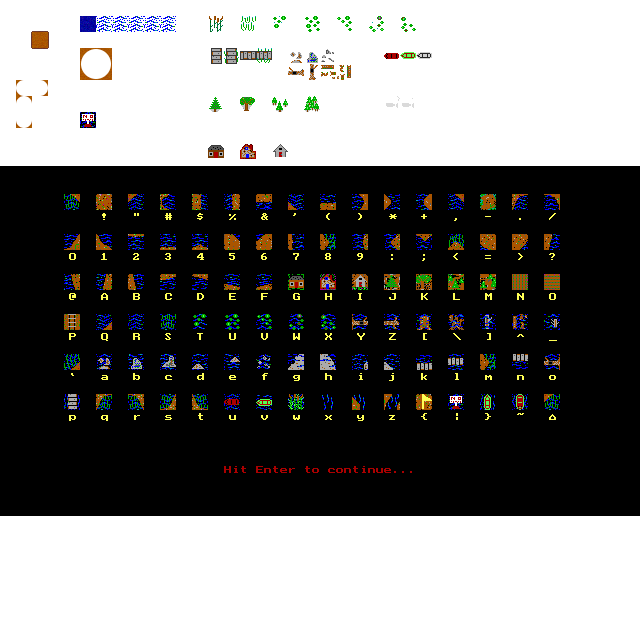 ! " # $ % & ' ( ) * + , - . /
0 1 2 3 4 5 6 7 8 9 : ; < = > ?
@ A B C D E F G H I J K L M N O
P Q R S T U V W X Y Z [ \ ] ^ _
` a b c d e f g h i j k l m n o
p q r s t u v w x y z { ¦ } ~ Δ
Hit Enter to continue...